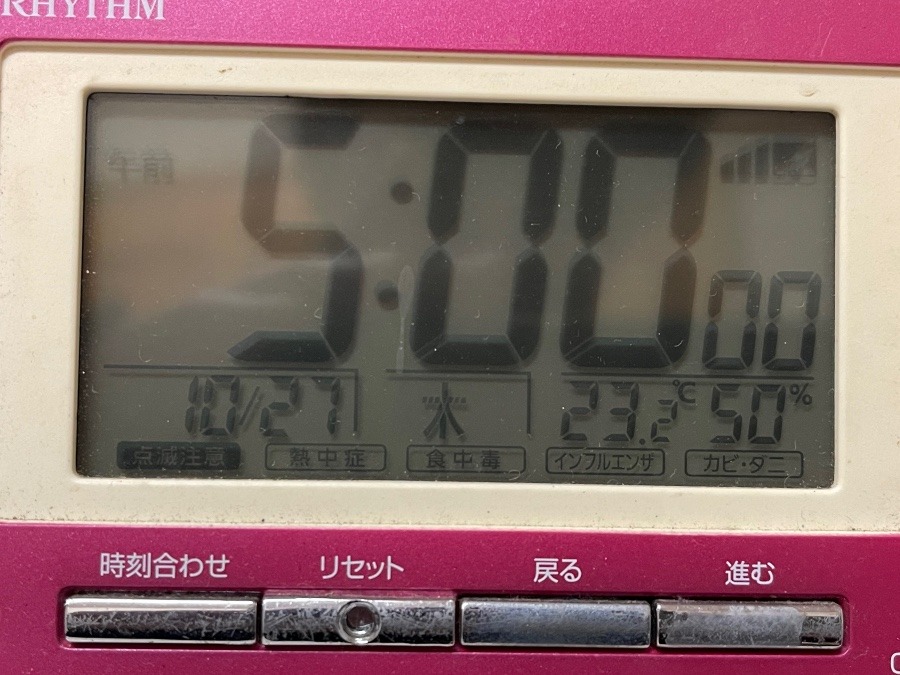 RHYTHM
午前
5:00 00
10/27 木 23.2℃ 50%
点滅注意 熱中症 食中毒 インフルエンザ カビ・ダニ
時刻合わせ リセット 戻る 進む